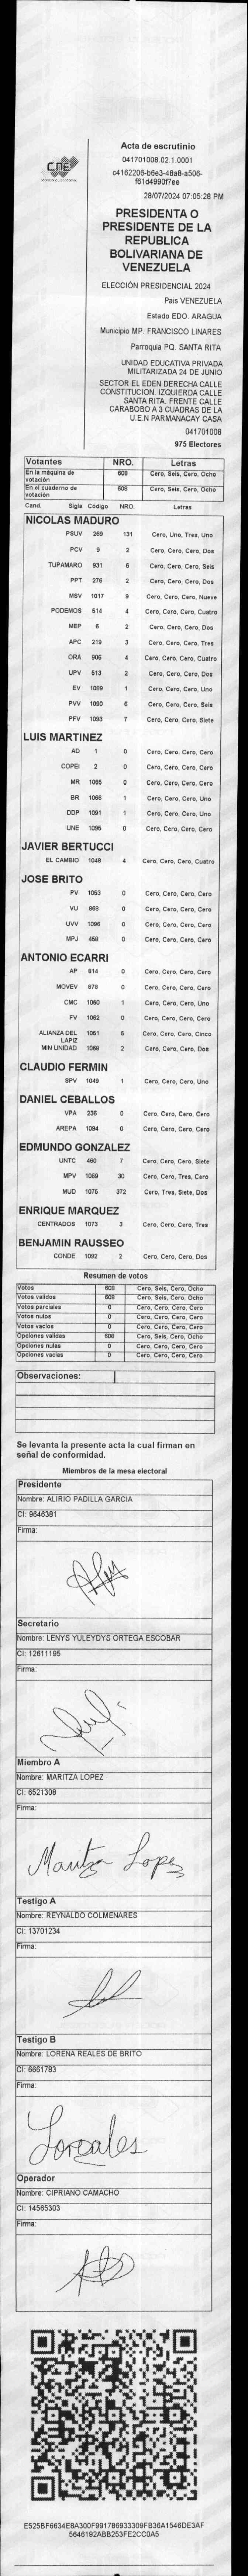 CNE
Acta de escrutinio
041701008.02.1.0001
c4162206-b6e3-48a8-a506-
f61d4990f7ee
28/07/2024 07:05:28 PM
PRESIDENTA O
PRESIDENTE DE LA
REPUBLICA
BOLIVARIANA DE
VENEZUELA
ELECCIÓN PRESIDENCIAL 2024
País VENEZUELA
Estado EDO. ARAGUA
Municipio MP. FRANCISCO LINARES
Parroquia PQ. SANTA RITA
UNIDAD EDUCATIVA PRIVADA
MILITARIZADA 24 DE JUNIO
SECTOR EL EDEN DERECHA CALLE
CONSTITUCION. IZQUIERDA CALLE
SANTA RITA. FRENTE CALLE
CARABOBO A 3 CUADRAS DE LA
U.E.N PARMANACAY CASA
041701008
975 Electores
Votantes NRO. Letras
En la máquina de votación 608 Cero, Seis, Cero, Ocho
En el cuaderno de votación 608 Cero, Seis, Cero, Ocho
Cand. Sigla Código NRO. Letras
NICOLAS MADURO
PSUV 269 131 Cero, Uno, Tres, Uno
PCV 9 2 Cero, Cero, Cero, Dos
TUPAMARO 931 6 Cero, Cero, Cero, Seis
PPT 276 2 Cero, Cero, Cero, Dos
MSV 1017 9 Cero, Cero, Cero, Nueve
PODEMOS 514 4 Cero, Cero, Cero, Cuatro
MEP 6 2 Cero, Cero, Cero, Dos
APC 219 3 Cero, Cero, Cero, Tres
ORA 906 4 Cero, Cero, Cero, Cuatro
UPV 513 2 Cero, Cero, Cero, Dos
EV 1089 1 Cero, Cero, Cero, Uno
PVV 1090 6 Cero, Cero, Cero, Seis
PFV 1093 7 Cero, Cero, Cero, Siete
LUIS MARTINEZ
AD 1 0 Cero, Cero, Cero, Cero
COPEI 2 0 Cero, Cero, Cero, Cero
MR 1065 0 Cero, Cero, Cero, Cero
BR 1066 1 Cero, Cero, Cero, Uno
DDP 1091 1 Cero, Cero, Cero, Uno
UNE 1095 0 Cero, Cero, Cero, Cero
JAVIER BERTUCCI
EL CAMBIO 1048 4 Cero, Cero, Cero, Cuatro
JOSE BRITO
PV 1053 0 Cero, Cero, Cero, Cero
VU 868 0 Cero, Cero, Cero, Cero
UVV 1096 0 Cero, Cero, Cero, Cero
MPJ 458 0 Cero, Cero, Cero, Cero
ANTONIO ECARRI
AP 814 0 Cero, Cero, Cero, Cero
MOVEV 879 0 Cero, Cero, Cero, Cero
CMC 1050 1 Cero, Cero, Cero, Uno
FV 1062 0 Cero, Cero, Cero, Cero
ALIANZA DEL LAPIZ 1051 5 Cero, Cero, Cero, Cinco
MIN UNIDAD 1068 2 Cero, Cero, Cero, Dos
CLAUDIO FERMIN
SPV 1049 1 Cero, Cero, Cero, Uno
DANIEL CEBALLOS
VPA 236 0 Cero, Cero, Cero, Cero
AREPA 1094 0 Cero, Cero, Cero, Cero
EDMUNDO GONZALEZ
UNTC 460 7 Cero, Cero, Cero, Siete
MPV 1069 30 Cero, Cero, Tres, Cero
MUD 1075 372 Cero, Tres, Siete, Dos
ENRIQUE MARQUEZ
CENTRADOS 1073 3 Cero, Cero, Cero, Tres
BENJAMIN RAUSSEO
CONDE 1092 2 Cero, Cero, Cero, Dos
Resumen de votos
Votos 608 Cero, Seis, Cero, Ocho
Votos validos 608 Cero, Seis, Cero, Ocho
Votos parciales 0 Cero, Cero, Cero, Cero
Votos nulos 0 Cero, Cero, Cero, Cero
Votos vacios 0 Cero, Cero, Cero, Cero
Opciones validas 608 Cero, Seis, Cero, Ocho
Opciones nulas 0 Cero, Cero, Cero, Cero
Opciones vacias 0 Cero, Cero, Cero, Cero
Observaciones:
Se levanta la presente acta la cual firman en
señal de conformidad.
Miembros de la mesa electoral
Presidente
Nombre: ALIRIO PADILLA GARCIA
CI: 9646381
Firma:
Secretario
Nombre: LENYS YULEYDYS ORTEGA ESCOBAR
CI: 12611195
Firma:
Miembro A
Nombre: MARITZA LOPEZ
CI: 6521308
Firma:
Maritza Lopez
Testigo A
Nombre: REYNALDO COLMENARES
CI: 13701234
Firma:
Testigo B
Nombre: LORENA REALES DE BRITO
CI: 6661783
Firma:
Loreales
Operador
Nombre: CIPRIANO CAMACHO
CI: 14565303
Firma:
E525BF6634E8A300F991786933309FB36A1546DE3AF
5646192ABB253FE2CC0A5